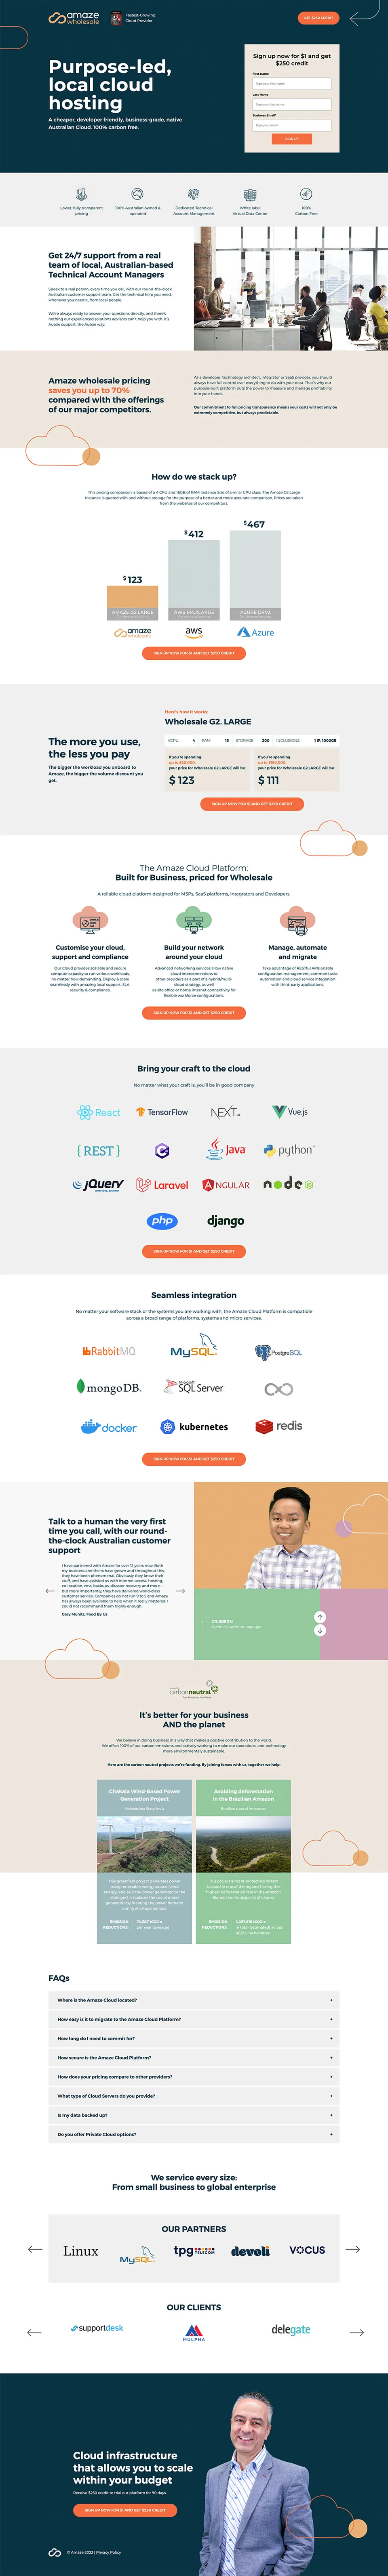 amaze
wholesale
Fastest-Growing
Cloud Provider
GET $250 CREDIT
Purpose-led,
local cloud
hosting
A cheaper, developer friendly, business-grade, native
Australian Cloud. 100% carbon free.
Sign up now for $1 and get
$250 credit
First Name
Type your first name
Last Name
Type your last name
Business Email*
Type your email
SIGN UP
Lower, fully transparent
pricing
100% Australian owned &
operated
Dedicated Technical
Account Management
White label
Virtual Data Center
100%
Carbon Free
Get 24/7 support from a real
team of local, Australian-based
Technical Account Managers
Speak to a real person, every time you call, with our round-the-clock
Australian customer support team. Get the technical help you need,
wherever you need it, from local people.
We're always ready to answer your questions directly, and there's
nothing our experienced solutions advisers can't help you with. It's
Aussie support, the Aussie way.
Amaze wholesale pricing
saves you up to 70%
compared with the offerings
of our major competitors.
As a developer, technology architect, integrator or SaaS provider, you should
always have full control over everything to do with your data. That's why our
purpose-built platform puts the power to measure and manage profitability
into your hands.
Our commitment to full pricing transparency means your costs will not only be
extremely competitive, but always predictable.
How do we stack up?
This pricing comparison is based of a 4 CPU and 16GB of RAM Instance Size of similar CPU class. The Amaze G2 Large
Instance is quoted with and without storage for the purpose of a better and more accurate comparison. Prices are taken
from the websites of our competitors.
$123
$412
$467
AMAZE G2.LARGE
AWS M4.XLARGE
AZURE D4V2
amaze
wholesale
aws
Azure
SIGN UP NOW FOR $1 AND GET $250 CREDIT
The more you use,
the less you pay
The bigger the workload you onboard to
Amaze, the bigger the volume discount you
get.
Here's how it works:
Wholesale G2. LARGE
VCPU 4 RAM 16 STORAGE 200 INCLUSIONS 1 IP, 1000GB
If you're spending
your price for Wholesale G2.LARGE will be:
$ 123
If you're spending
your price for Wholesale G2.LARGE will be:
$ 111
SIGN UP NOW FOR $1 AND GET $250 CREDIT
The Amaze Cloud Platform:
Built for Business, priced for Wholesale
A reliable cloud platform designed for MSPs, SaaS platforms, Integrators and Developers.
Customise your cloud,
support and compliance
Our Cloud provides scalable and secure
compute capacity to run various workloads,
no matter how demanding. Deploy & scale
seamlessly with amazing local support, SLA,
security & compliance.
Build your network
around your cloud
Advanced networking services allow native
cloud interconnections to
other providers as a part of a hybrid/multi-
cloud strategy, as well
as site office or home internet connectivity for
flexible workforce configurations.
Manage, automate
and migrate
Take advantage of RESTful APIs enable
configuration management, common tasks
automation and cloud service integration
with third party applications.
SIGN UP NOW FOR $1 AND GET $250 CREDIT
Bring your craft to the cloud
No matter what your craft is, you'll be in good company
React
TensorFlow
NEXT.JS
Vue.js
{ REST }
C
Java
python
jQuery
Laravel
ANGULAR
node JS
php
django
SIGN UP NOW FOR $1 AND GET $250 CREDIT
Seamless integration
No matter your software stack or the systems you are working with, the Amaze Cloud Platform is compatible
across a broad range of platforms, systems and micro services.
RabbitMQ
MySQL
PostgreSQL
mongoDB.
Microsoft
SQL Server
docker
kubernetes
redis
SIGN UP NOW FOR $1 AND GET $250 CREDIT
Talk to a human the very first
time you call, with our round-
the-clock Australian customer
support
I have partnered with Amaze for over 12 years now. Both
my business and them have grown and throughout this,
they have been phenomenal. Obviously they know their
stuff, and have assisted us with internet access, hosting,
co location, vms, backups, disaster recovery and more –
but more importantly, they have delivered world-class
customer service. Companies do not run 9 to 5 and Amaze
has always been available to help when it really mattered. I
could not recommend them highly enough.
Gary Munitz, Food By Us
Technical Account Manager
carbonneutral
It's better for your business
AND the planet
We believe in doing business in a way that makes a positive contribution to the world
We offset 100% of our carbon emissions and actively working to make our operations and technology
more environmentally sustainable.
Here are the carbon neutral projects we're funding. By joining forces with us, together we help:
Chakala Wind-Based Power
Generation Project
Maharashtra State, India
This greenfield project generates power
using renewable energy source (wind
energy) and sells the power generated to the
state grid. It replaces the use of diesel
generators by meeting the power demand
during shortage periods.
EMISSION
REDUCTIONS:
per year (average)
Avoiding deforestation
in the Brazilian Amazon
This project aims at protecting forests
located in one of the regions having the
highest deforestation rate in the Amazon
Biome: the municipality of Lábrea
EMISSION
REDUCTIONS:
in total (estimated) across
FAQs
Where is the Amaze Cloud located? +
How easy is it to migrate to the Amaze Cloud Platform? +
How long do I need to commit for? +
How secure is the Amaze Cloud Platform? +
How does your pricing compare to other providers? +
What type of Cloud Servers do you provide? +
Is my data backed up? +
Do you offer Private Cloud options? +
We service every size:
From small business to global enterprise
OUR PARTNERS
Linux
MySQL
tpg TELECOM
devoli
VOCUS
OUR CLIENTS
supportdesk
MULPHA
delegate
Cloud infrastructure
that allows you to scale
within your budget
Receive $250 credit to trial our platform for 90 days.
SIGN UP NOW FOR $1 AND GET $250 CREDIT
© Amaze 2022 | Privacy Policy